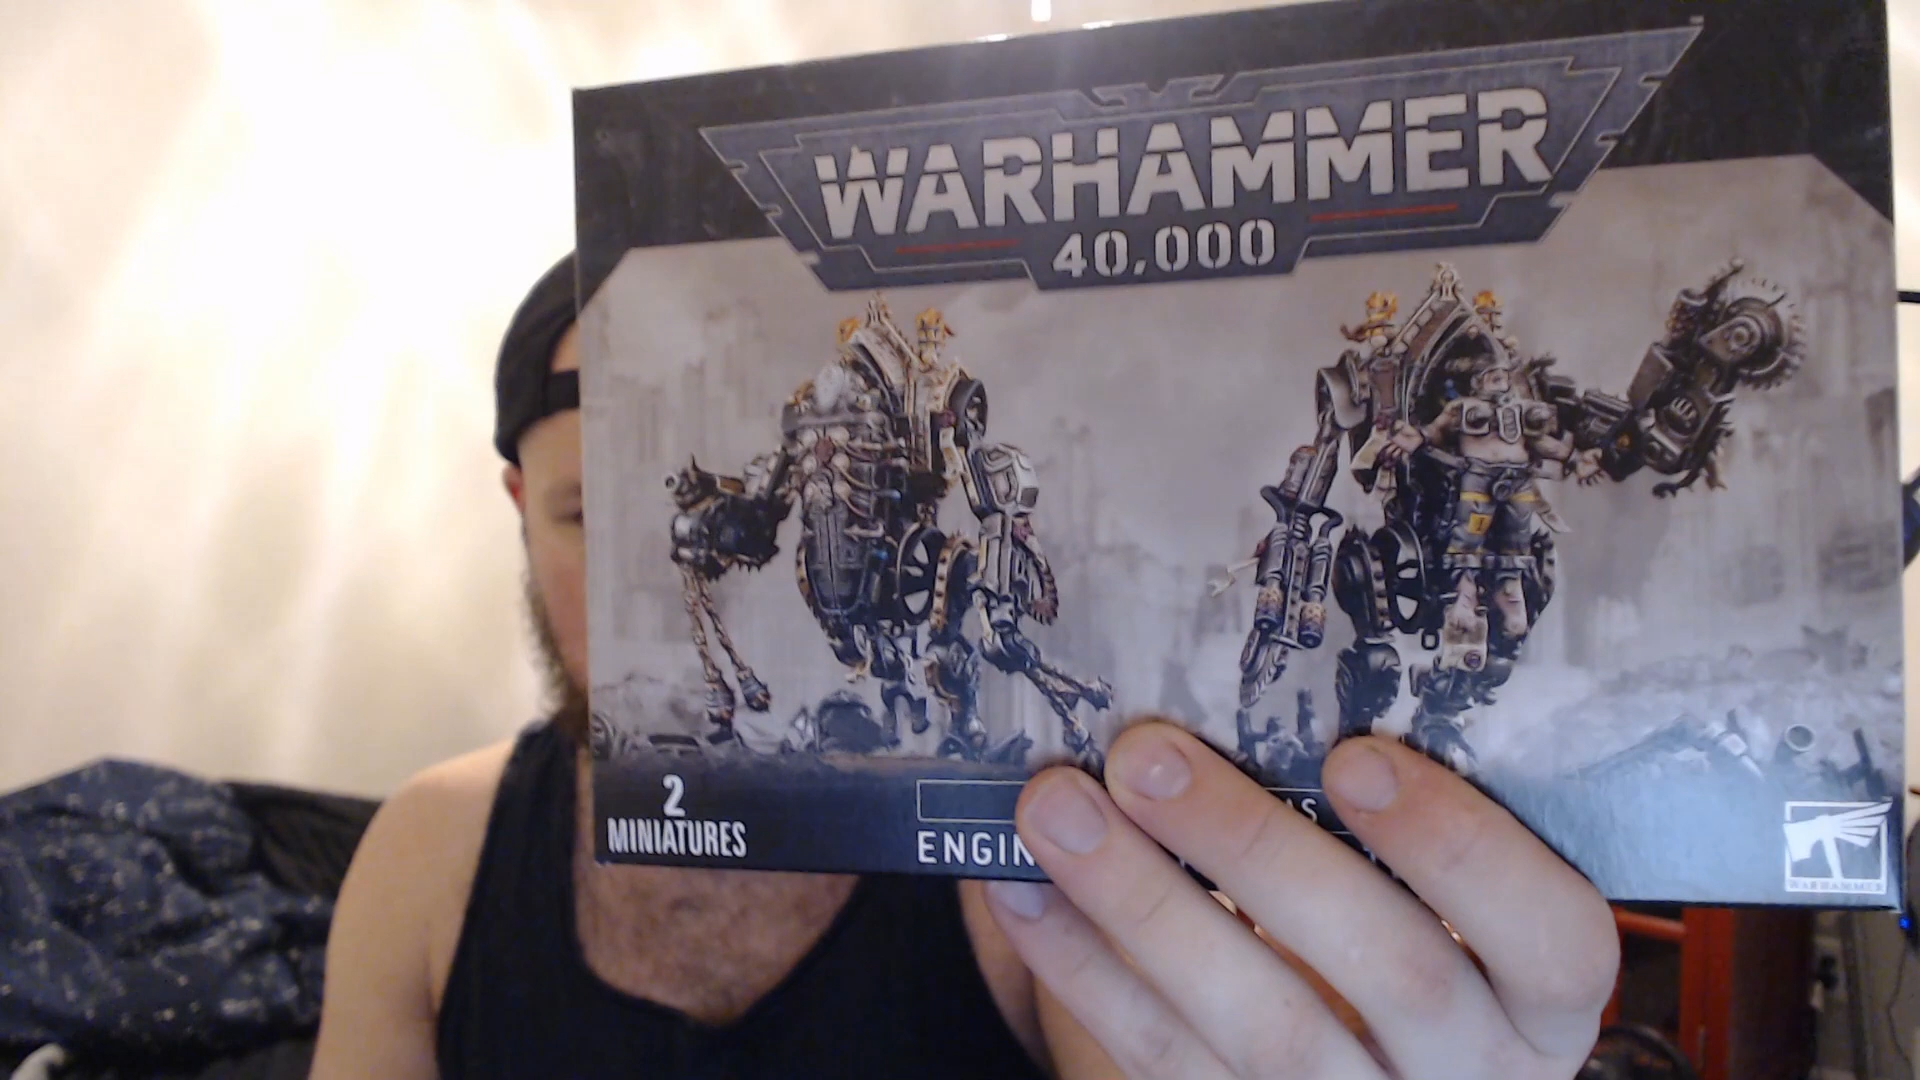 WARHAMMER
40,000
2
MINIATURES
ENGIN
WARHAMMER